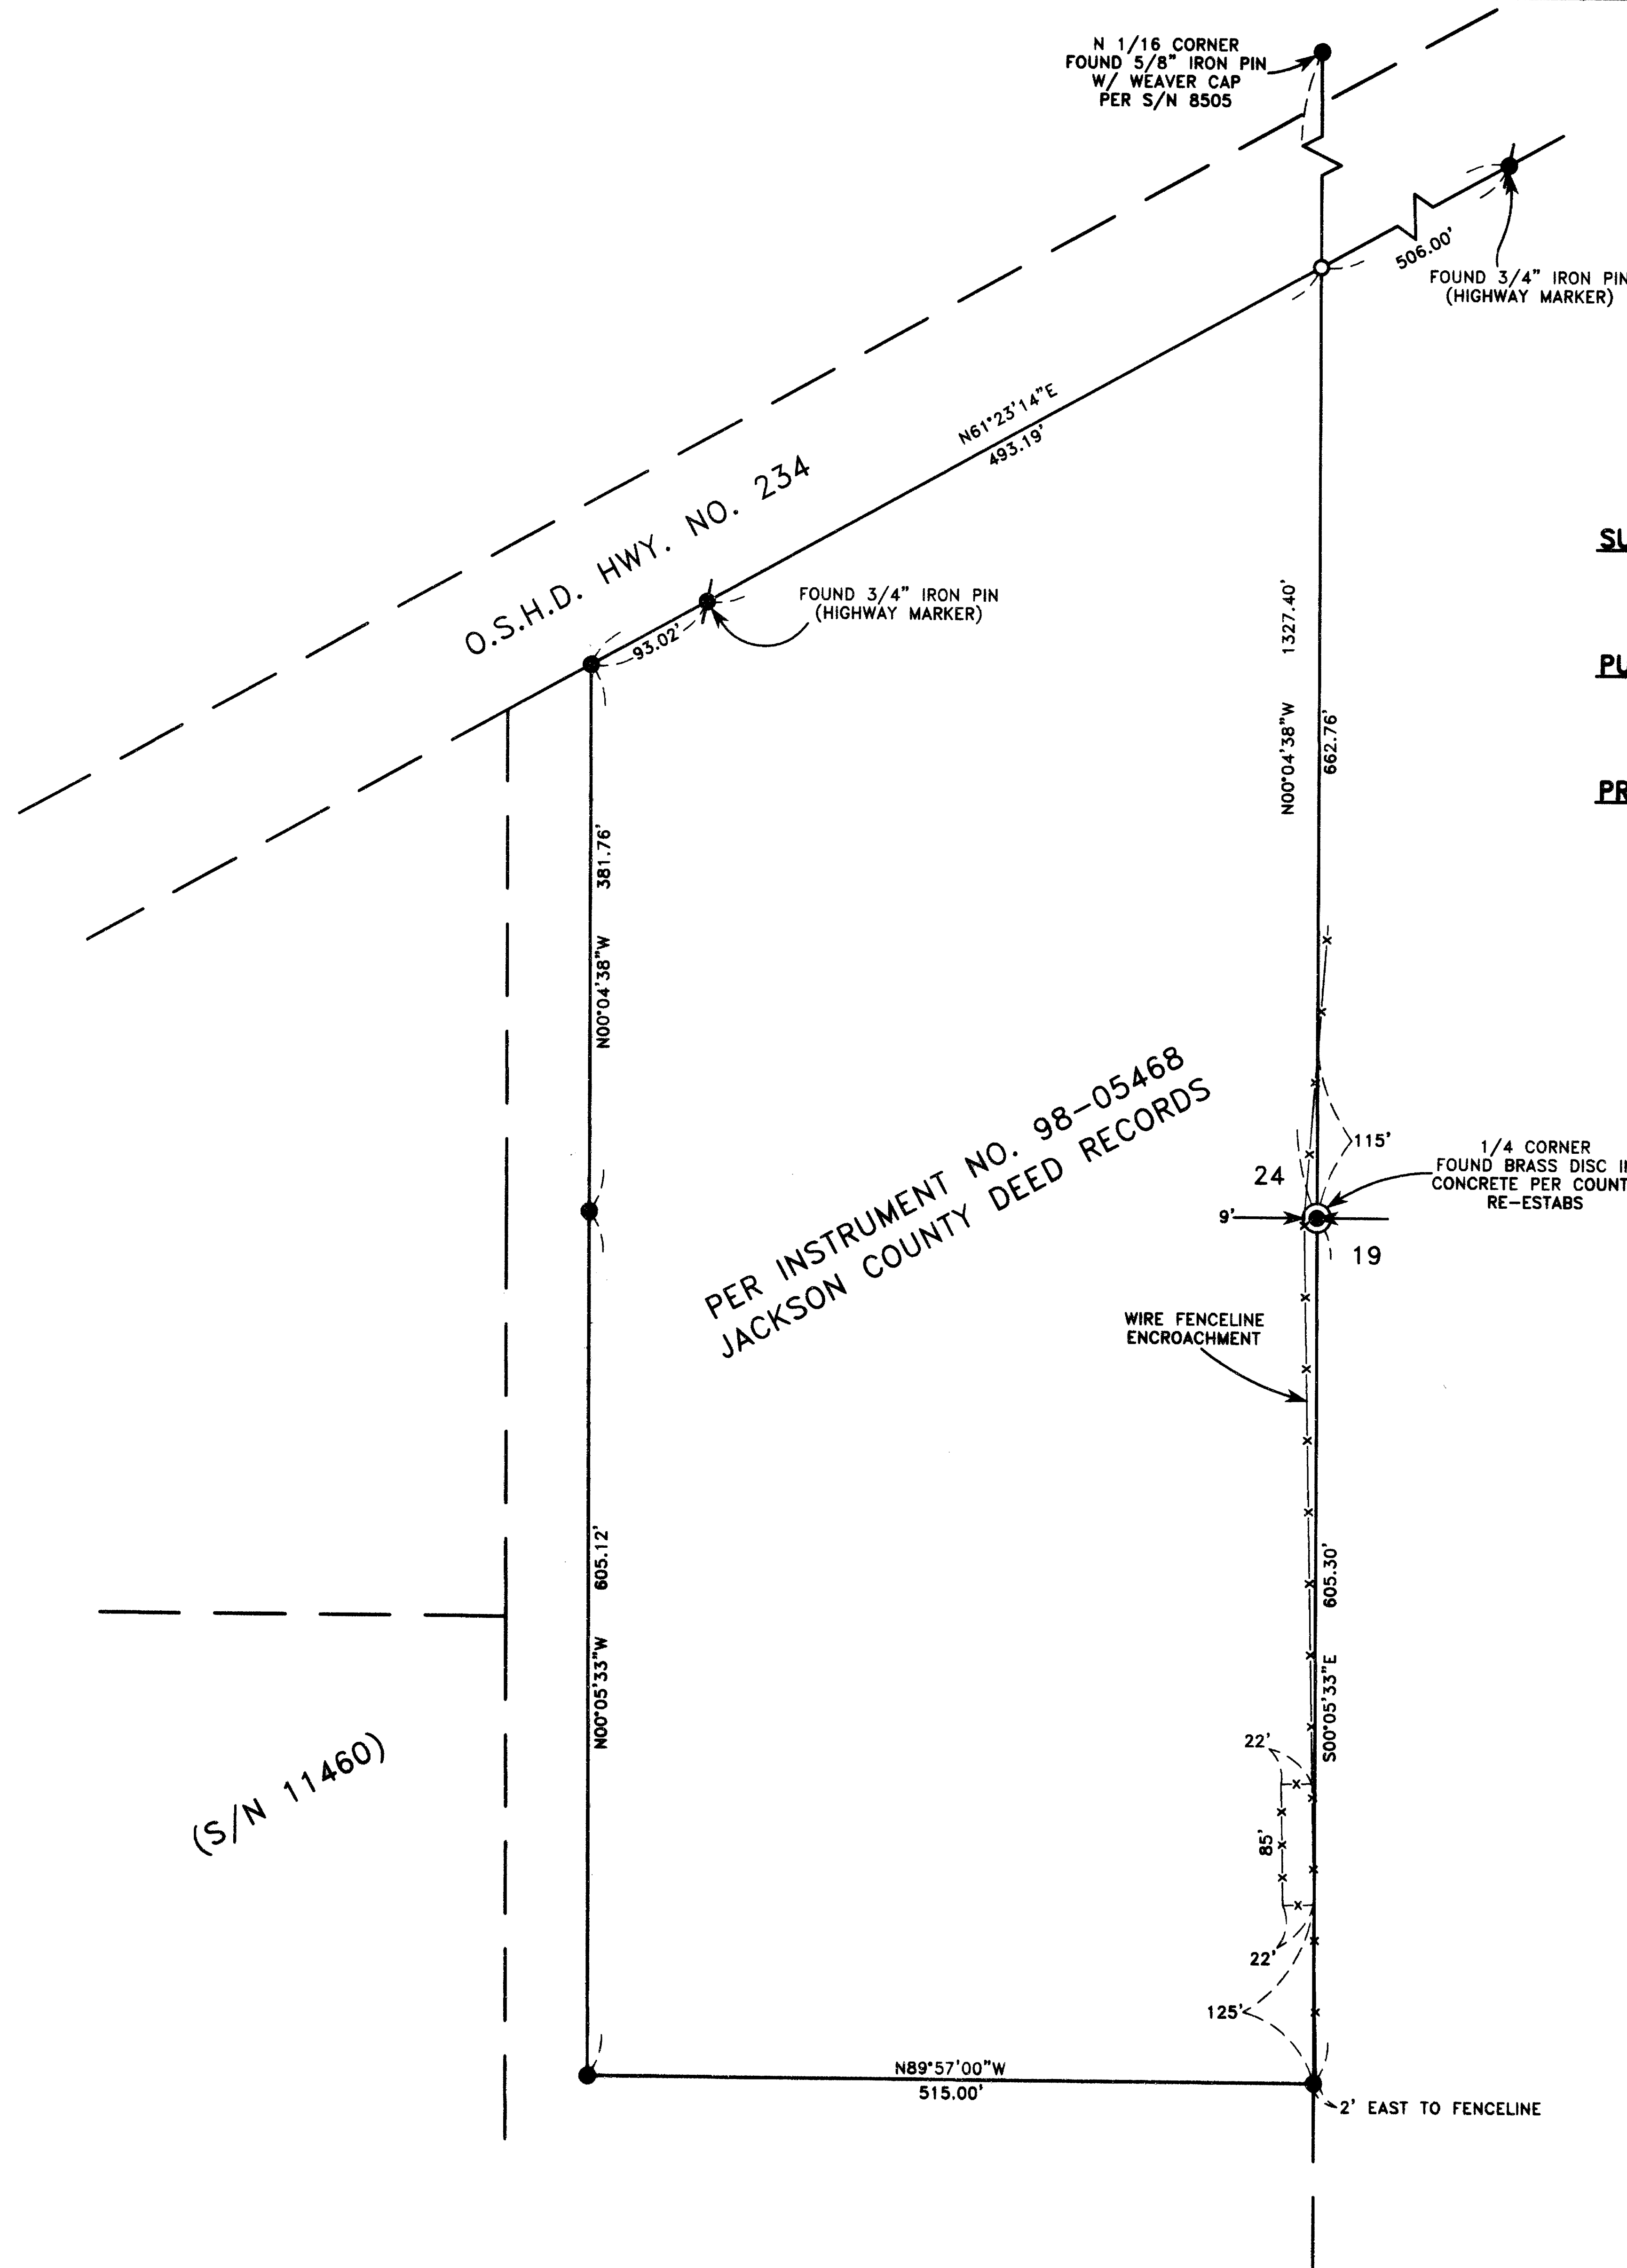 N 1/16 CORNER
FOUND 5/8" IRON PIN
W/ WEAVER CAP
PER S/N 8505
506.00'
FOUND 3/4" IRON PIN
(HIGHWAY MARKER)
N61°23'14"E
493.19'
O.S.H.D. HWY. NO. 234
SU
FOUND 3/4" IRON PIN
(HIGHWAY MARKER)
93.02'
PU
PR
N00°04'38"W 1327.40'
662.76'
N00°04'38"W 381.76'
PER INSTRUMENT NO. 98-05468
JACKSON COUNTY DEED RECORDS
115'
1/4 CORNER
FOUND BRASS DISC I
CONCRETE PER COUNT
RE-ESTABS
24
9'
19
WIRE FENCELINE
ENCROACHMENT
N00°05'33"W 605.12'
S00°05'33"E 605.30'
(S/N 11460)
22'
85'
22'
125'
N89°57'00"W
515.00'
2' EAST TO FENCELINE